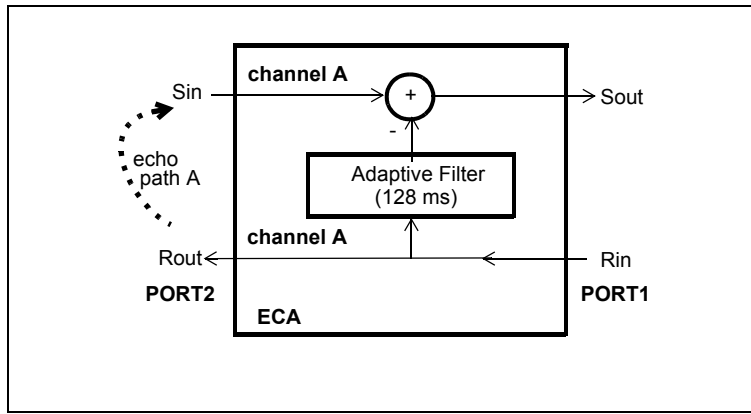 channel A
Sin
+
Sout
-
echo
path A
Adaptive Filter
(128 ms)
channel A
Rout
Rin
PORT2
PORT1
ECA